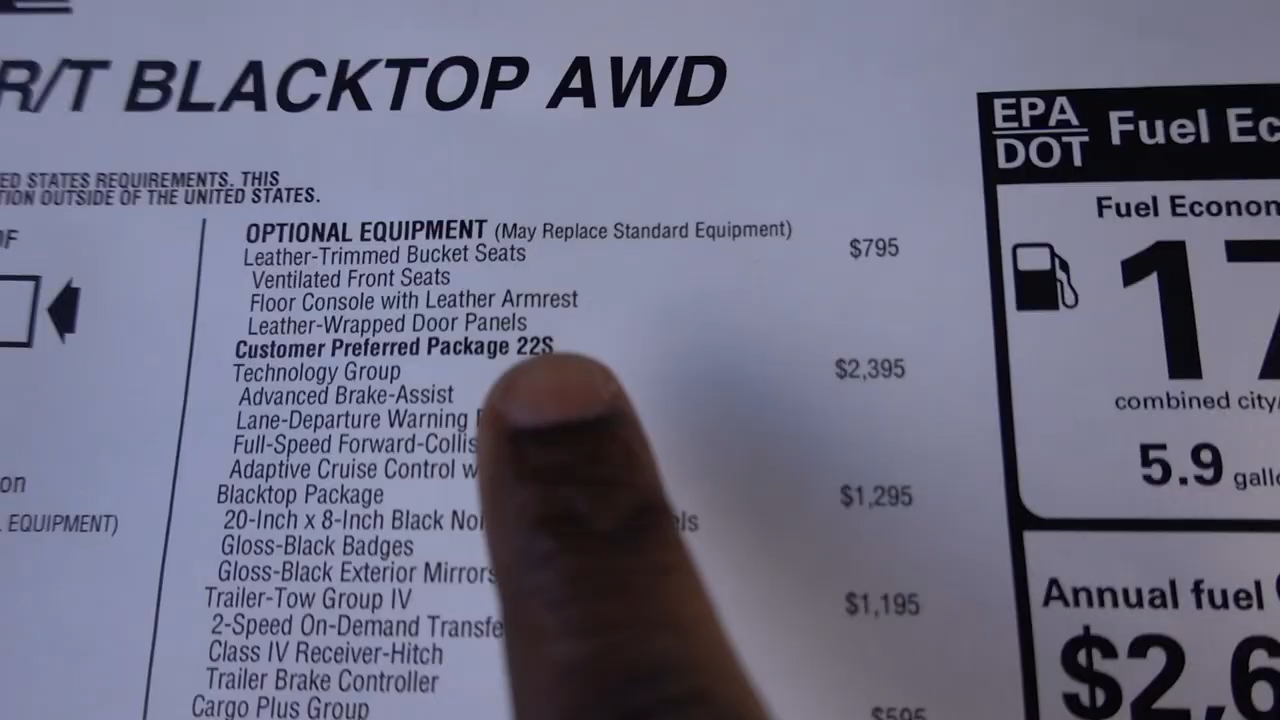 R/T BLACKTOP AWD
ED STATES REQUIREMENTS. THIS
TION OUTSIDE OF THE UNITED STATES.
OF
on
EQUIPMENT)
OPTIONAL EQUIPMENT (May Replace Standard Equipment)
Leather-Trimmed Bucket Seats $795
Ventilated Front Seats
Floor Console with Leather Armrest
Leather-Wrapped Door Panels
Customer Preferred Package 22S
Technology Group $2,395
Advanced Brake-Assist
Lane-Departure Warning
Full-Speed Forward-Collis
Adaptive Cruise Control w
Blacktop Package $1,295
20-Inch x 8-Inch Black Noi els
Gloss-Black Badges
Gloss-Black Exterior Mirrors
Trailer-Tow Group IV $1,195
2-Speed On-Demand Transfe
Class IV Receiver-Hitch
Trailer Brake Controller
Cargo Plus Group $595
EPA
DOT
Fuel Ec
Fuel Econom
17
combined city/
5.9 gallo
Annual fuel
$2,6